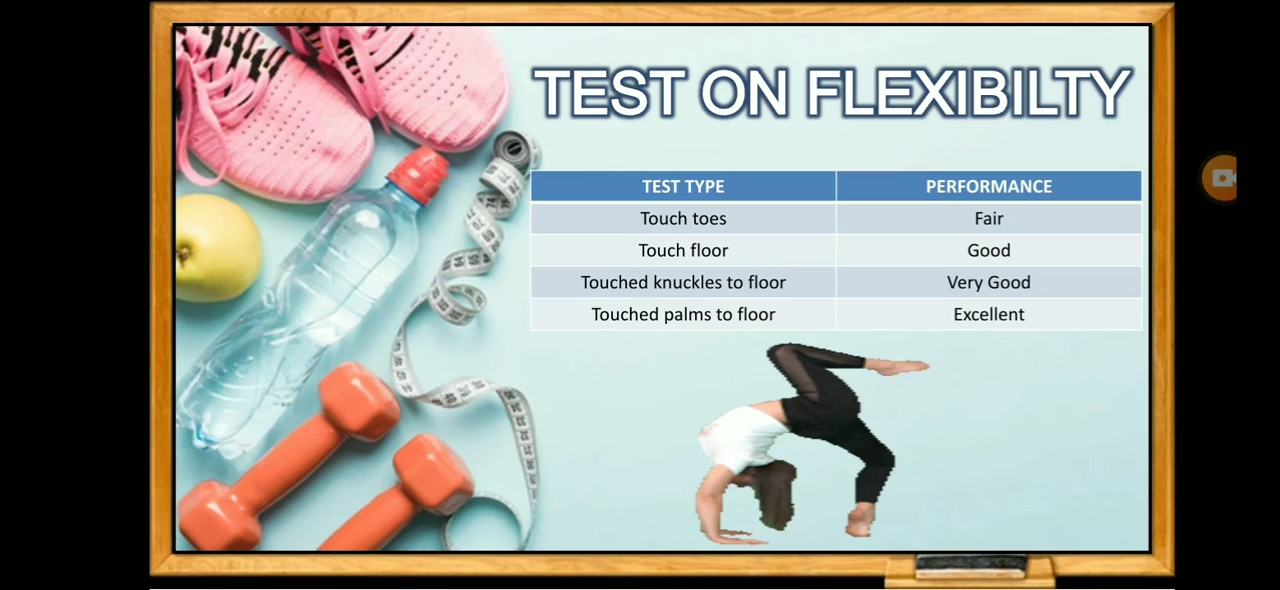 TEST ON FLEXIBILTY
TEST TYPE PERFORMANCE
Touch toes Fair
Touch floor Good
Touched knuckles to floor Very Good
Touched palms to floor Excellent